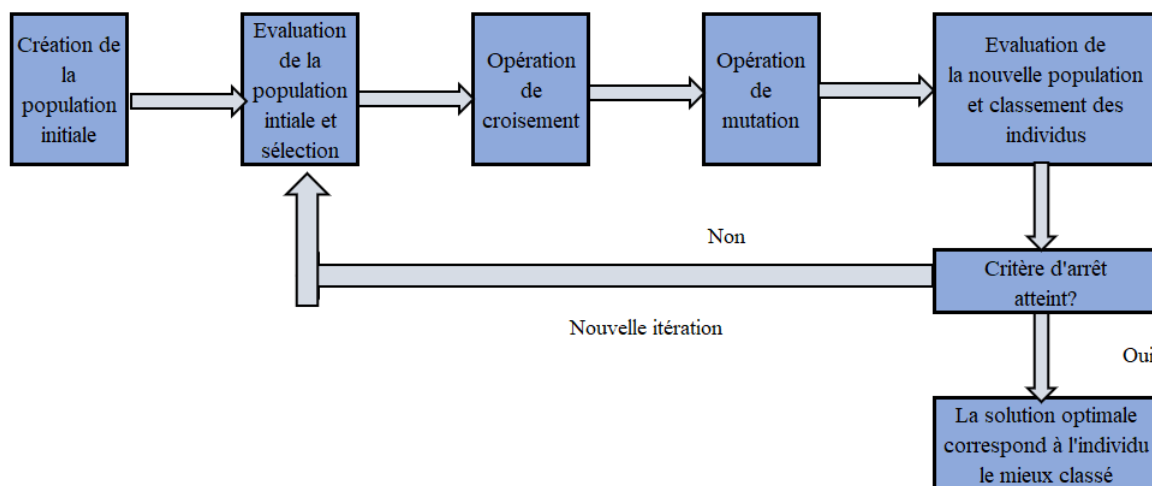 Création de
la
population
initiale
Evaluation
de la
population
intiale et
sélection
Opération
de
croisement
Opération
de
mutation
Evaluation de
la nouvelle population
et classement des
individus
Non
Critère d'arrêt
atteint?
Nouvelle itération
Oui
La solution optimale
correspond à l'individu
le mieux classé